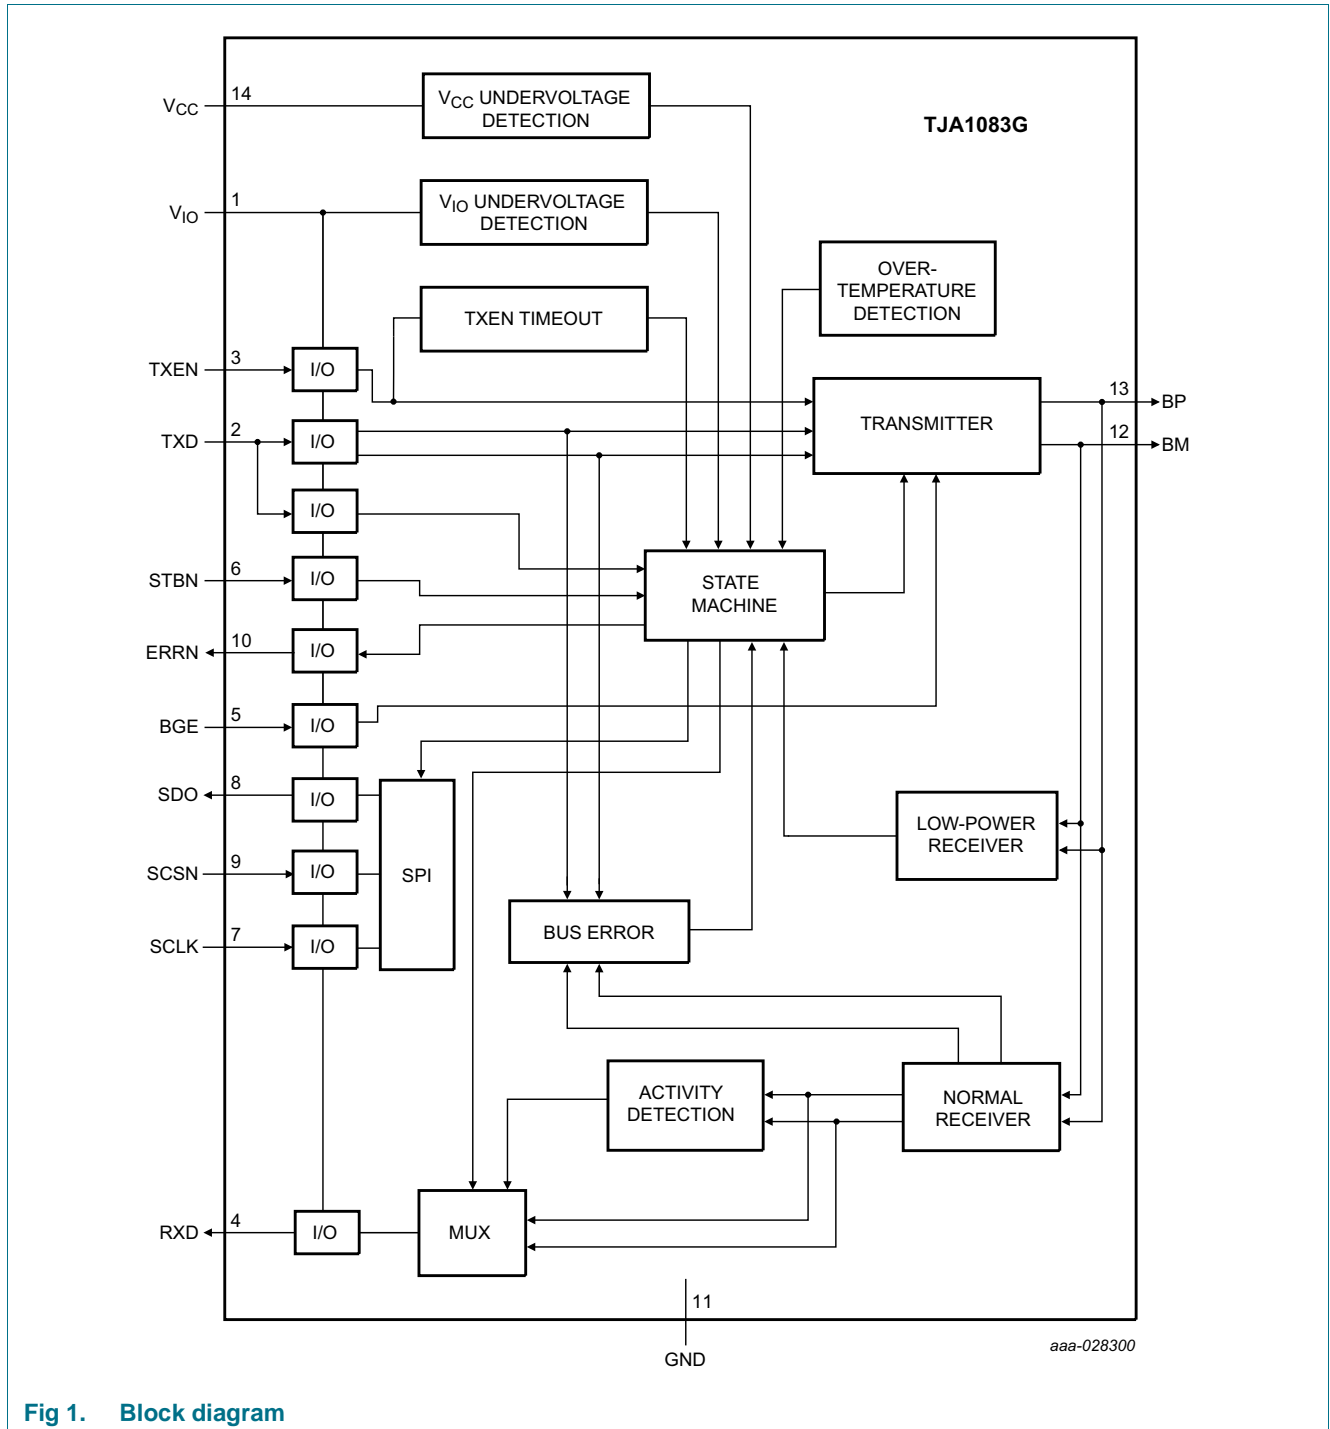 TJA1083G
VCC
14
VCC UNDERVOLTAGE
DETECTION
VIO
1
VIO UNDERVOLTAGE
DETECTION
OVER-
TEMPERATURE
DETECTION
TXEN TIMEOUT
TXEN
3
I/O
TRANSMITTER
13
BP
12
BM
TXD
2
I/O
I/O
STBN
6
I/O
STATE
MACHINE
ERRN
10
I/O
BGE
5
I/O
SDO
8
I/O
SCSN
9
I/O
SPI
LOW-POWER
RECEIVER
SCLK
7
I/O
BUS ERROR
ACTIVITY
DETECTION
NORMAL
RECEIVER
RXD
4
I/O
MUX
11
GND
aaa-028300
Fig 1. Block diagram